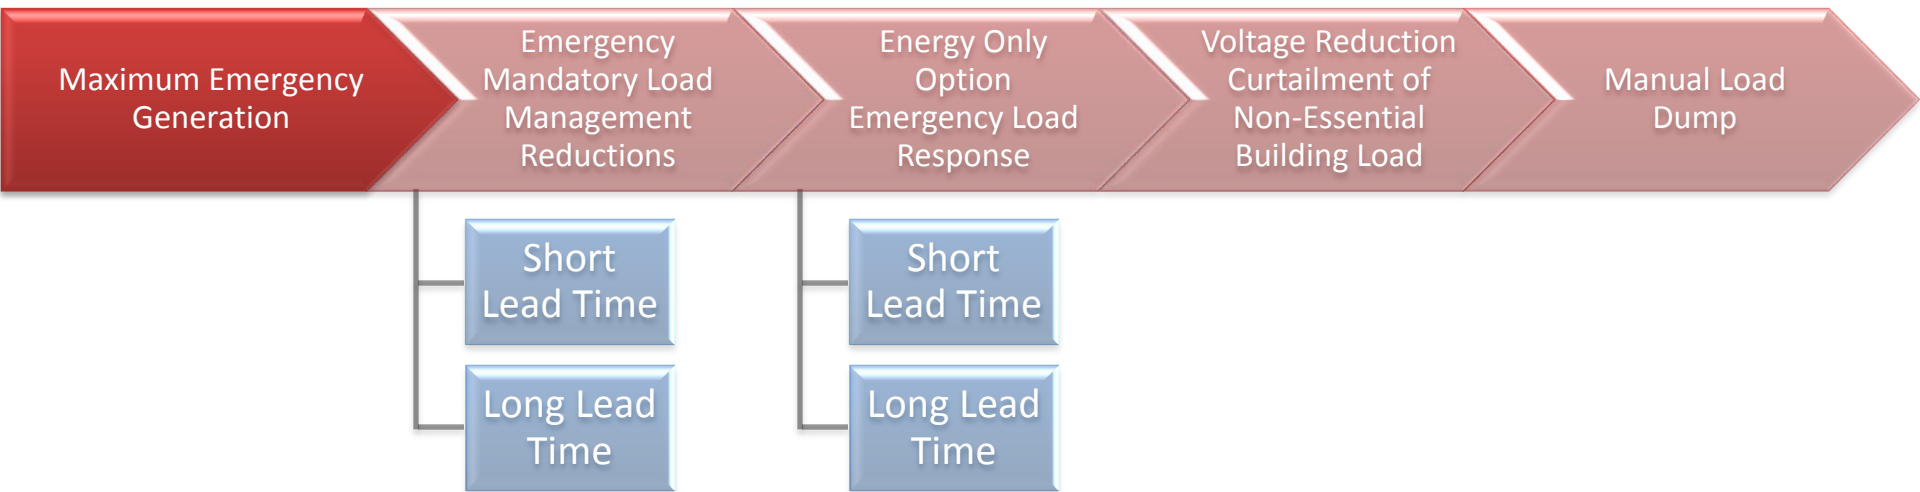 Maximum Emergency
Generation
Emergency
Mandatory Load
Management
Reductions
Energy Only
Option
Emergency Load
Response
Voltage Reduction
Curtailment of
Non-Essential
Building Load
Manual Load
Dump
Short
Lead Time
Long Lead
Time
Short
Lead Time
Long Lead
Time